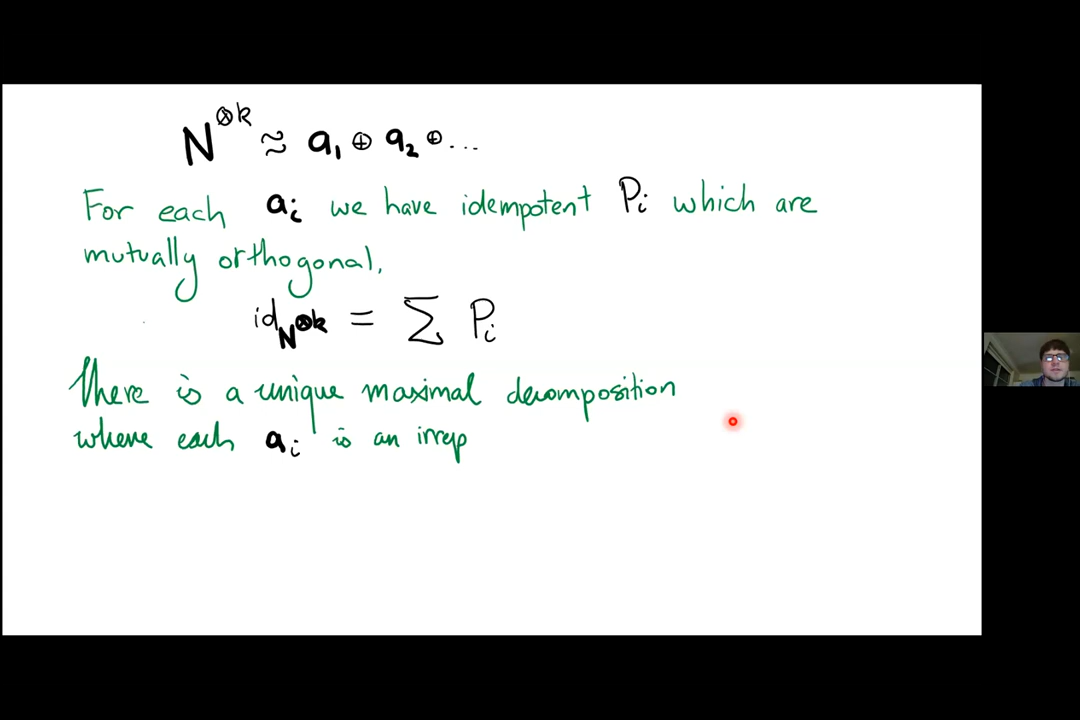 N^{⊗k} ≈ a₁ ⊕ a₂ ⊕ ...
For each aᵢ we have idempotent Pᵢ which are
mutually orthogonal,
id_{N^{⊗k}} = ∑ Pᵢ
There is a unique maximal decomposition
where each aᵢ is an irrep